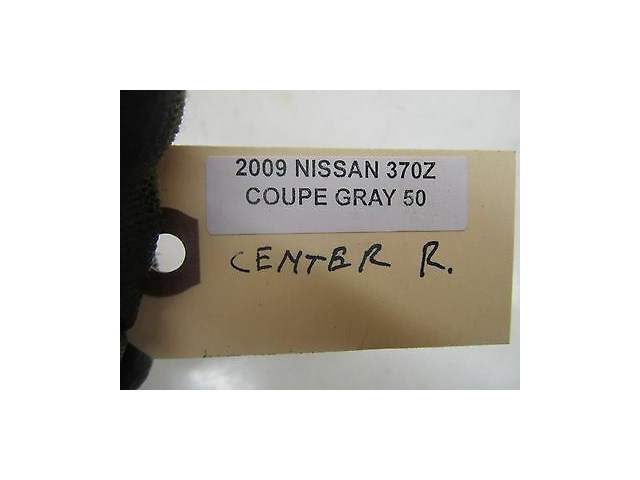 2009 NISSAN 370Z
COUPE GRAY 50
CENTER R.